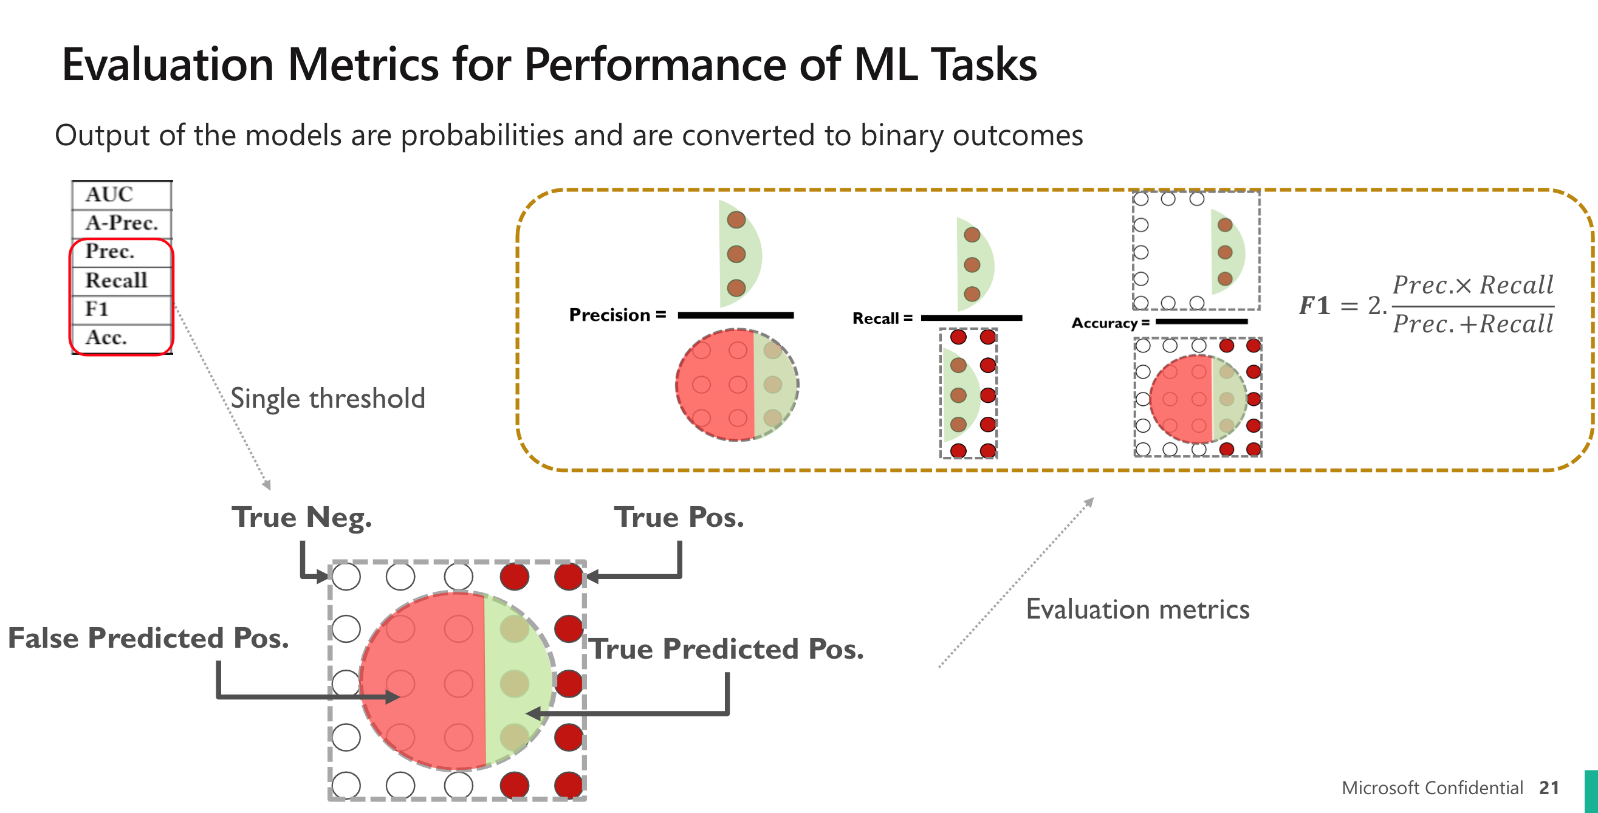 Evaluation Metrics for Performance of ML Tasks
Output of the models are probabilities and are converted to binary outcomes
AUC
A-Prec.
Prec.
Recall
F1
Acc.
Precision =
Recall =
Accuracy =
F1 = 2. Prec.× Recall / Prec. +Recall
Single threshold
True Neg.
True Pos.
False Predicted Pos.
True Predicted Pos.
Evaluation metrics
Microsoft Confidential 21